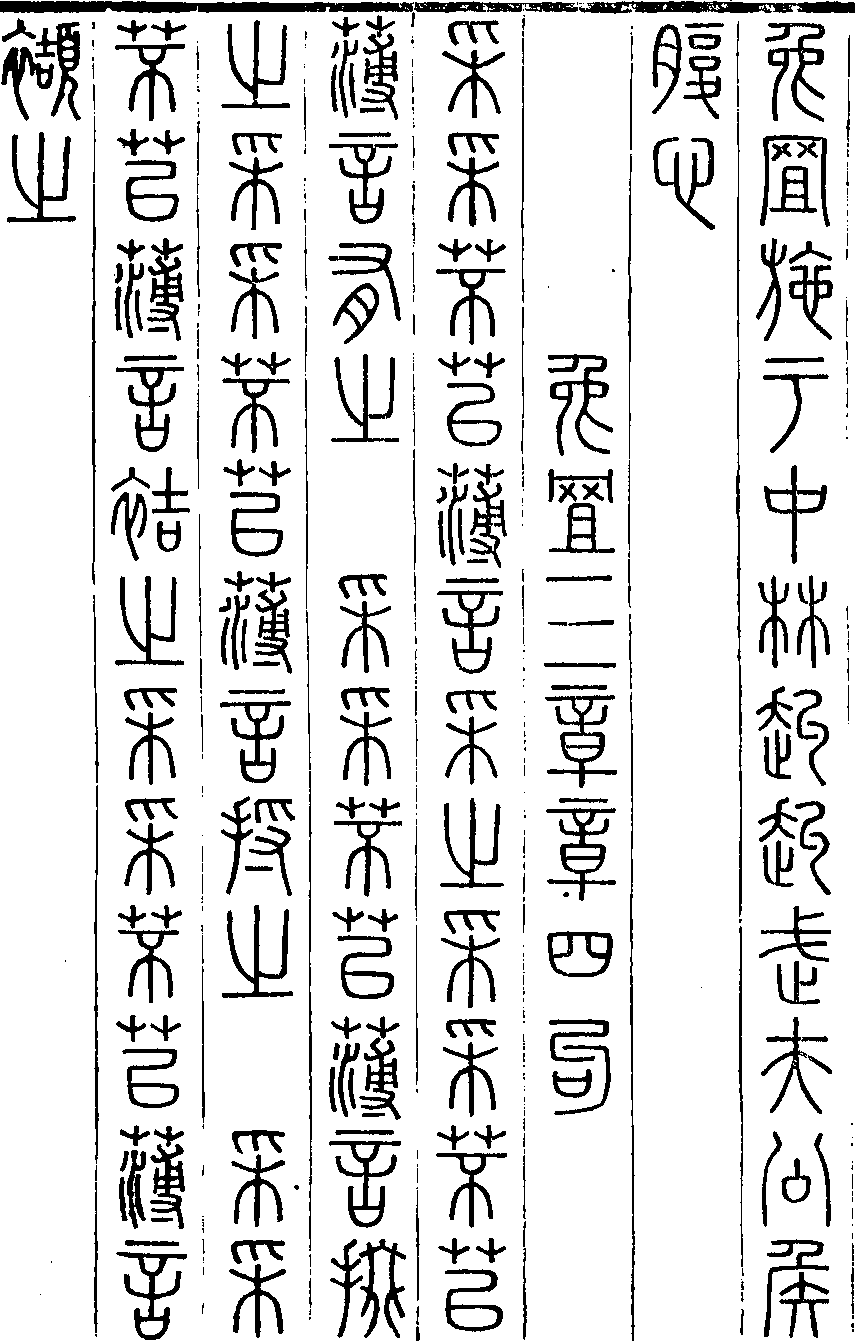 兔罝施于中林赳赳武夫公侯
腹心
兔罝三章章四句
采采芣苢薄言采之采采芣苢
薄言有之 采采芣苢薄言掇
之采采芣苢薄言捋之 采采
芣苢薄言袺之采采芣苢薄言
襭之